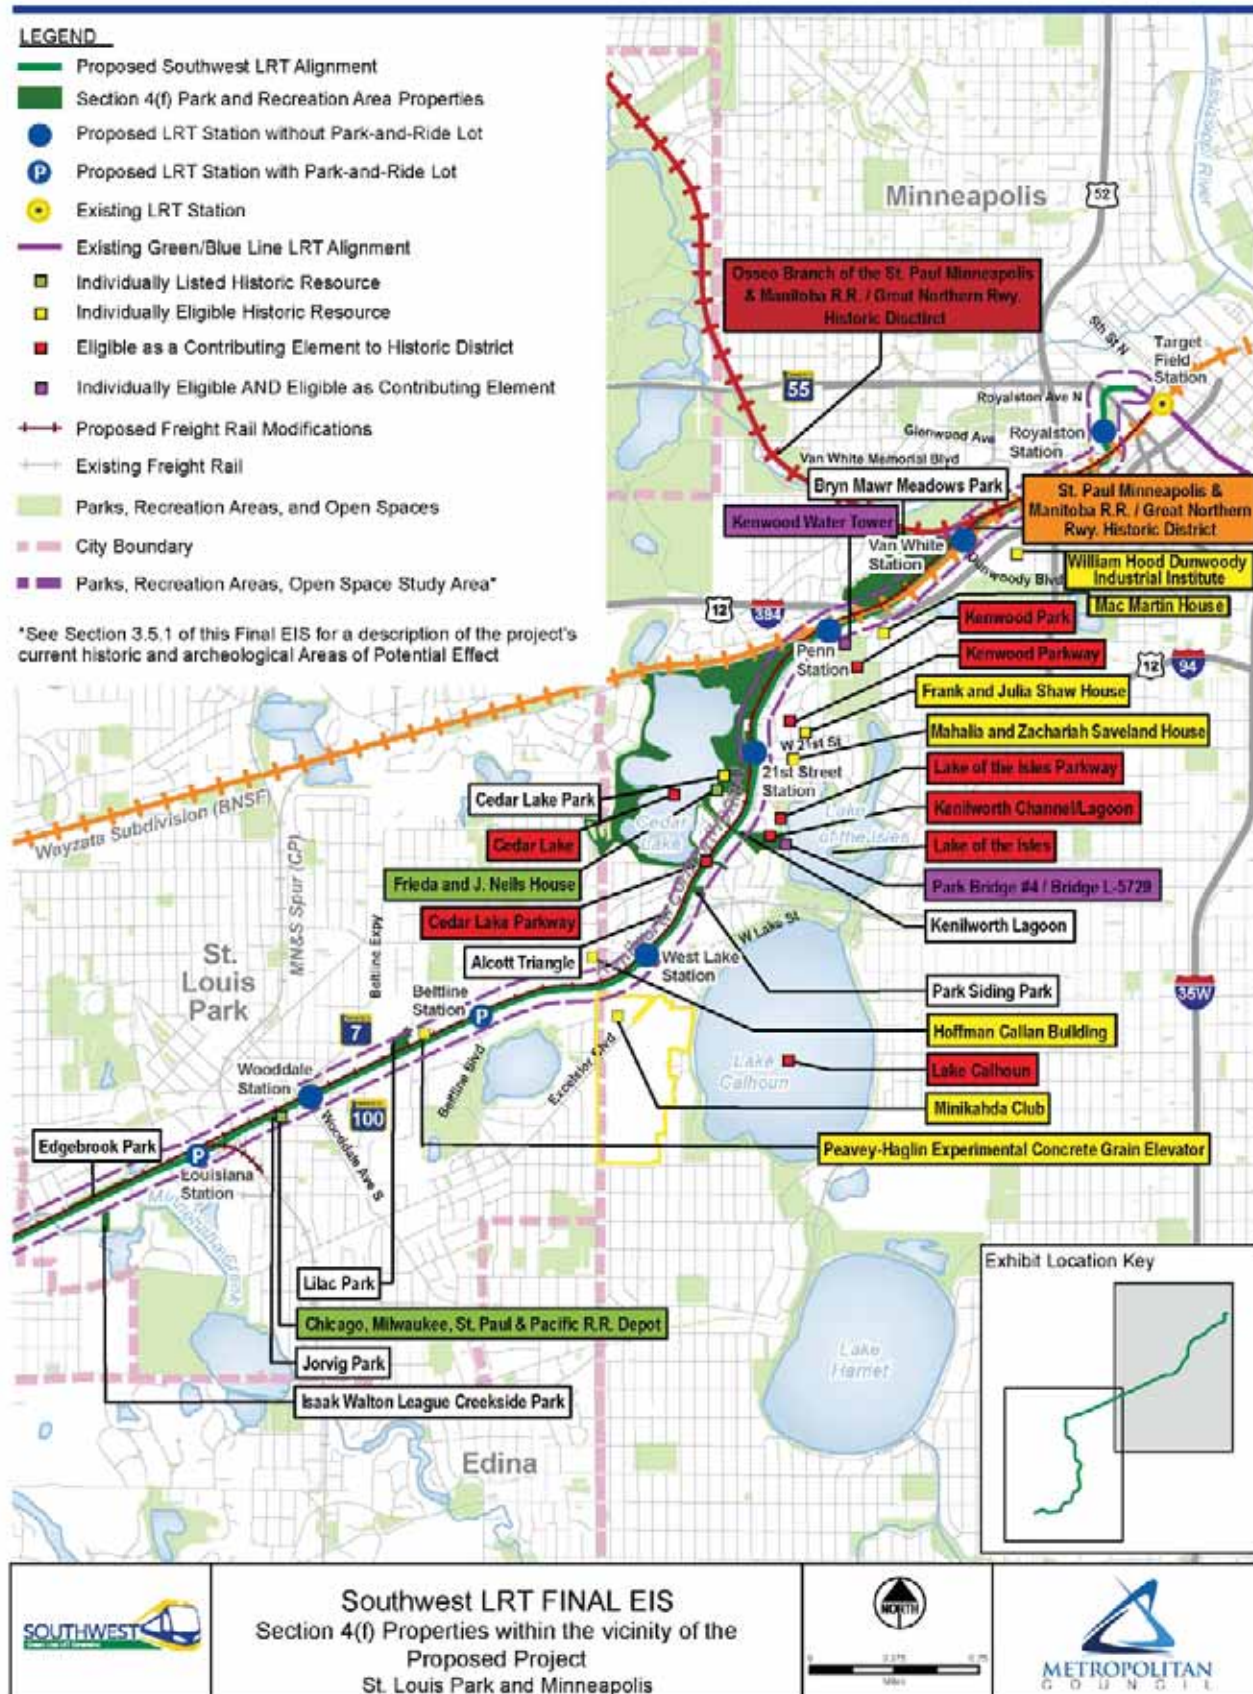 LEGEND
Proposed Southwest LRT Alignment
Section 4(f) Park and Recreation Area Properties
Proposed LRT Station without Park-and-Ride Lot
P
Proposed LRT Station with Park-and-Ride Lot
Existing LRT Station
Existing Green/Blue Line LRT Alignment
Individually Listed Historic Resource
Individually Eligible Historic Resource
Eligible as a Contributing Element to Historic District
Individually Eligible AND Eligible as Contributing Element
Proposed Freight Rail Modifications
Existing Freight Rail
Parks, Recreation Areas, and Open Spaces
City Boundary
Parks, Recreation Areas, Open Space Study Area*
*See Section 3.5.1 of this Final EIS for a description of the project's
current historic and archeological Areas of Potential Effect
Mississippi River
Minneapolis
52
Osseo Branch of the St. Paul Minneapolis
& Manitoba R.R. / Great Northern Rwy.
Historic Disctirct
5th St N
Target
Field
Station
55
Royalston Ave N
Glenwood Ave
Royalston
Station
Van White Memorial Blvd
Bryn Mawr Meadows Park
St. Paul Minneapolis &
Manitoba R.R. / Great Northern
Rwy. Historic District
Kenwood Water Tower
Van White
Station
Dunwoody Blvd
William Hood Dunwoody
Industrial Institute
Mac Martin House
12
394
Kenwood Park
Penn
Station
Kenwood Parkway
12
94
Frank and Julia Shaw House
W 21st St
Mahalia and Zachariah Saveland House
21st Street
Station
Lake of the Isles Parkway
Cedar Lake Park
Kenilworth Channel/Lagoon
Lake
of the Isles
Cedar
Lake
Wayzata Subdivision (BNSF)
Cedar Lake
Lake of the Isles
Frieda and J. Neils House
Park Bridge #4 / Bridge L-5729
MN&S Spur (CP)
Cedar Lake Parkway
Kenilworth Lagoon
Beltline Expy
W Lake St
St.
Louis
Park
Alcott Triangle
West Lake
Station
Park Siding Park
35W
Beltline
Station
P
7
Hoffman Callan Building
Wooddale
Station
Beltline Blvd
Excelsior Blvd
Lake
Calhoun
Lake Calhoun
100
Minikahda Club
Edgebrook Park
P
Louisiana
Station
Wooddale Ave S
Peavey-Haglin Experimental Concrete Grain Elevator
Minnehaha Creek
Exhibit Location Key
Lilac Park
Chicago, Milwaukee, St. Paul & Pacific R.R. Depot
Jorvig Park
Lake
Harriet
Isaak Walton League Creekside Park
Edina
SOUTHWEST
Southwest LRT FINAL EIS
Section 4(f) Properties within the vicinity of the
Proposed Project
St. Louis Park and Minneapolis
NORTH
0 0.375 0.75
Miles
METROPOLITAN
COUNCIL